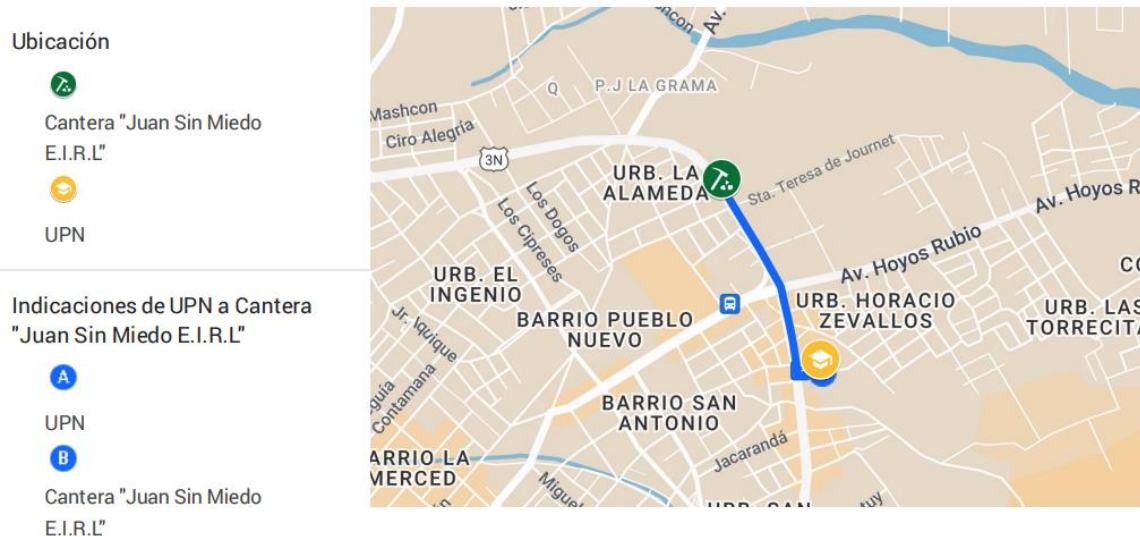 Ubicación
Cantera "Juan Sin Miedo
E.I.R.L"
UPN
Indicaciones de UPN a Cantera
"Juan Sin Miedo E.I.R.L"
A
UPN
B
Cantera "Juan Sin Miedo
E.I.R.L"
Av.
Q
P.J LA GRAMA
Mashcon
Ciro Alegría
3N
URB. LA
ALAMEDA
Sta. Teresa de Journet
Av. Hoyos R
Los Dogos
Los Cipreses
Av. Hoyos Rubio
URB. EL
INGENIO
URB. HORACIO
ZEVALLOS
URB. LAS
TORRECITA
BARRIO PUEBLO
NUEVO
Jr. Iquique
Contamana
BARRIO SAN
ANTONIO
Jacarandá
ARRIO LA
MERCED
Miguel